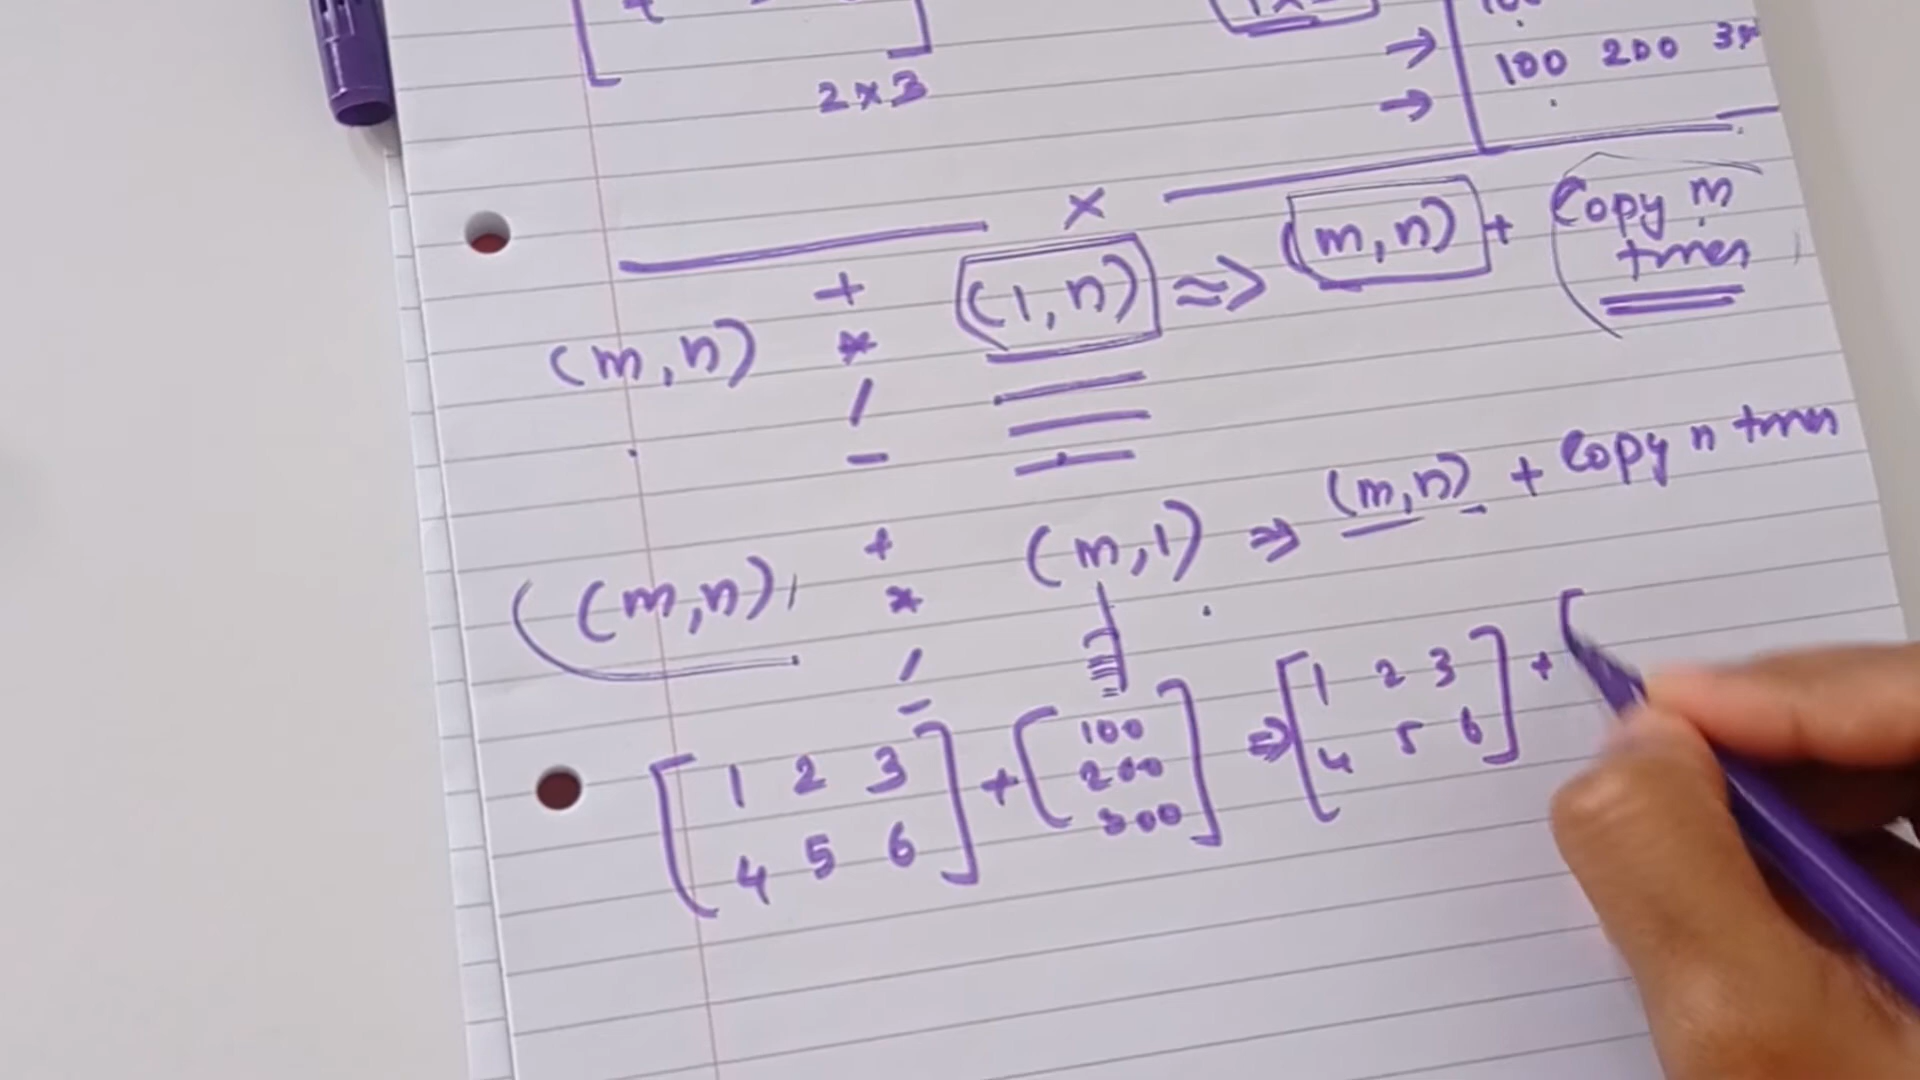 2 × 3
100 200
×
(m, n) + * / - (1, n) => (m, n) + Copy m
times
(m, n) + * / - (m, 1) => (m, n) + Copy n times
[1 2 3 + [100 => [1 2 3 + [
4 5 6] 200 4 5 6]
300]